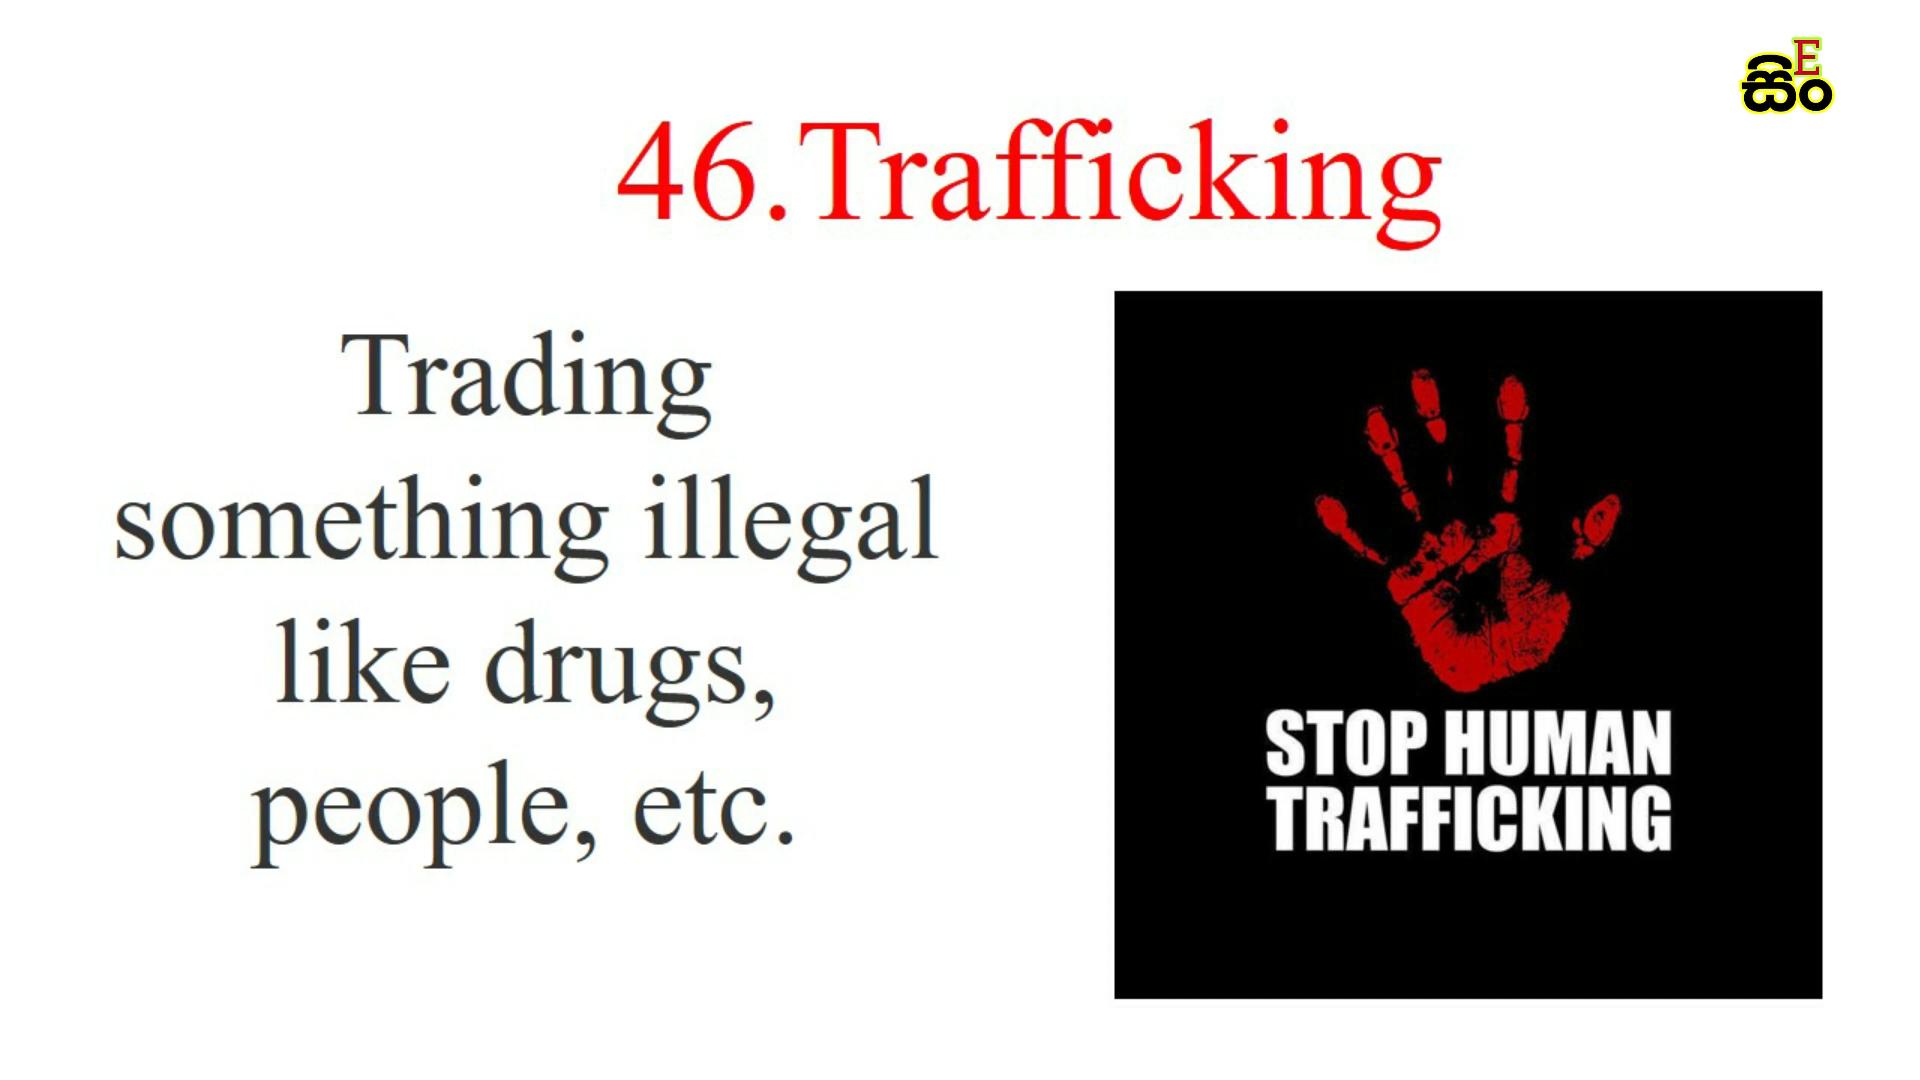 සිංE
46.Trafficking
Trading
something illegal
like drugs,
people, etc.
STOP HUMAN
TRAFFICKING